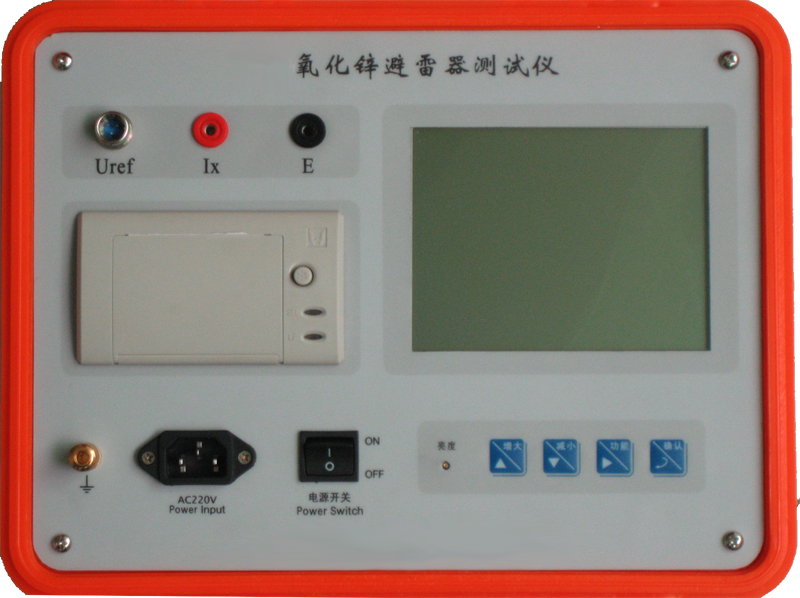 氧化锌避雷器测试仪
Uref
Ix
E
亮度
增大
减小
功能
确认
ON
I
O
OFF
AC220V
Power Input
电源开关
Power Switch